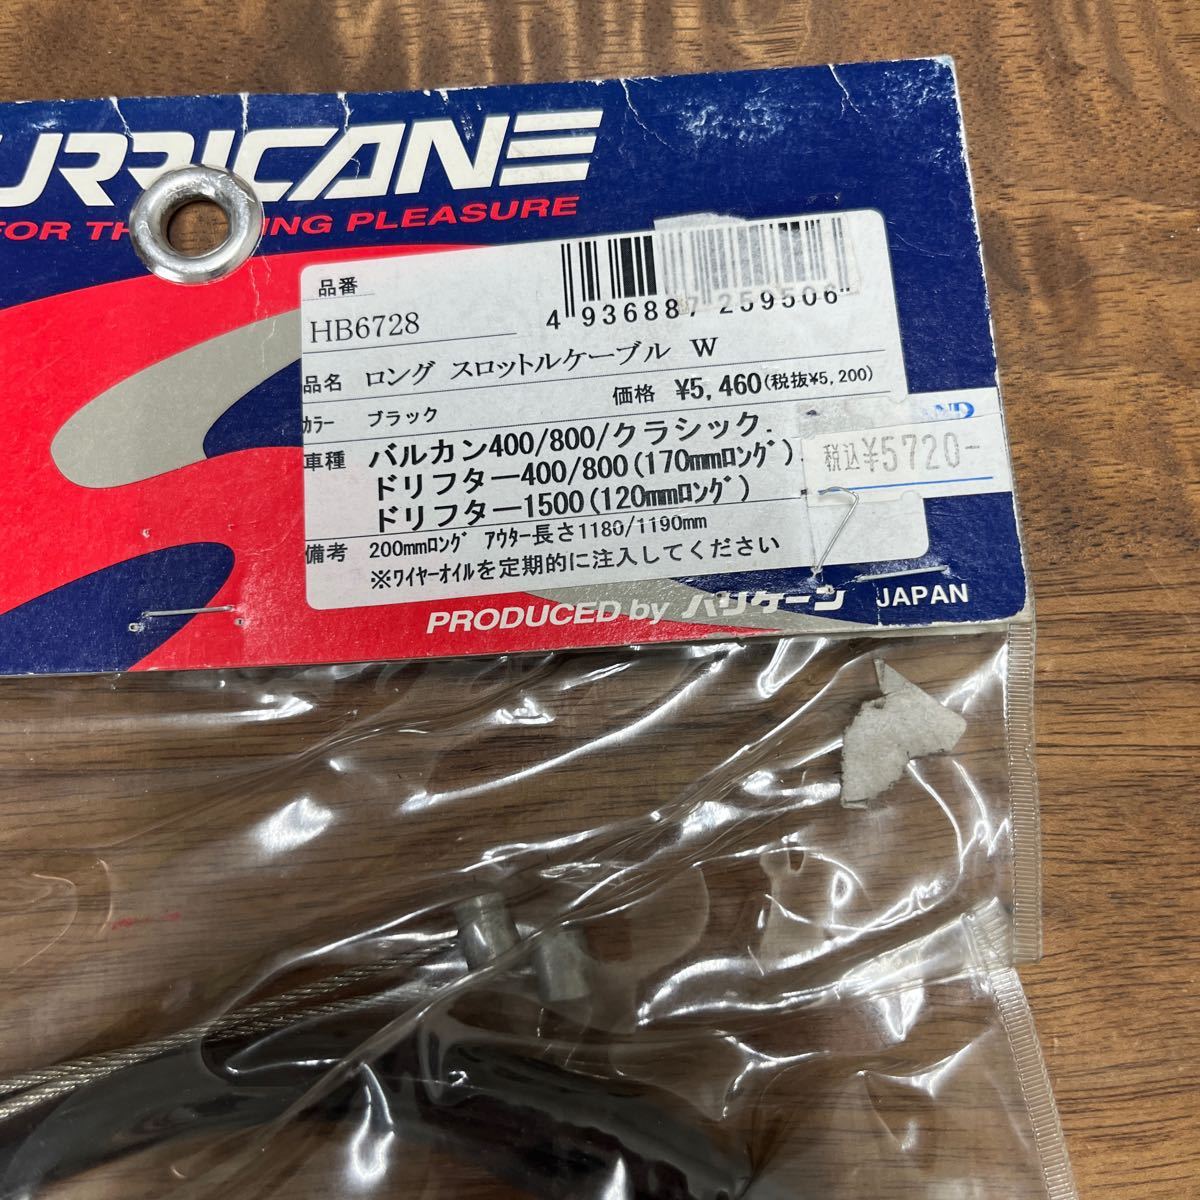 URRICANE
FOR TH ING PLEASURE
品番
HB6728
4 936887 259506
品名 ロング スロットルケーブル W
価格 ¥5,460(税抜¥5,200)
カラー ブラック
車種 バルカン400/800/クラシック.
ドリフター400/800(170mmロング)
ドリフター1500(120mmロング)
税込¥5720-
備考 200mmロング アウター長さ1180/1190mm
※ワイヤーオイルを定期的に注入してください
PRODUCED by ハリケーン JAPAN